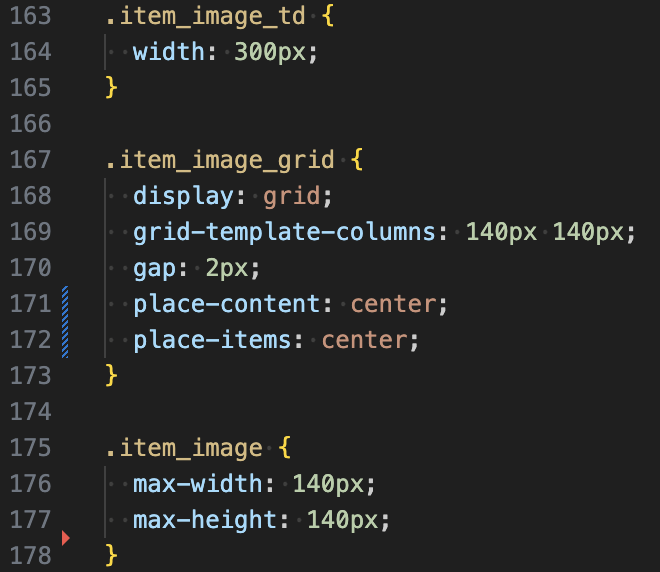 163 .item_image_td {
164 width: 300px;
165 }
166
167 .item_image_grid {
168 display: grid;
169 grid-template-columns: 140px 140px;
170 gap: 2px;
171 place-content: center;
172 place-items: center;
173 }
174
175 .item_image {
176 max-width: 140px;
177 max-height: 140px;
178 }